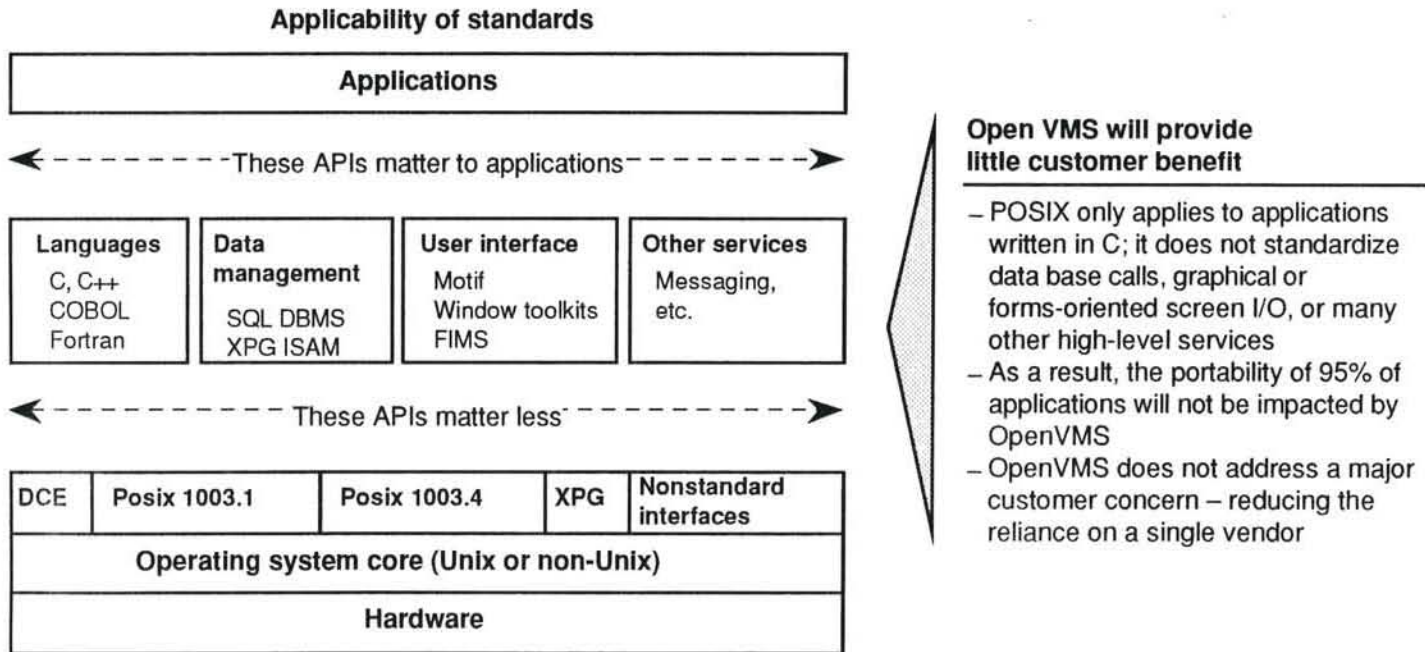 Applicability of standards
Applications
These APIs matter to applications
Languages
C, C++
COBOL
Fortran
Data
management
SQL DBMS
XPG ISAM
User interface
Motif
Window toolkits
FIMS
Other services
Messaging,
etc.
These APIs matter less
DCE
Posix 1003.1
Posix 1003.4
XPG
Nonstandard
interfaces
Operating system core (Unix or non-Unix)
Hardware
Open VMS will provide
little customer benefit
– POSIX only applies to applications
written in C; it does not standardize
data base calls, graphical or
forms-oriented screen I/O, or many
other high-level services
– As a result, the portability of 95% of
applications will not be impacted by
OpenVMS
– OpenVMS does not address a major
customer concern – reducing the
reliance on a single vendor